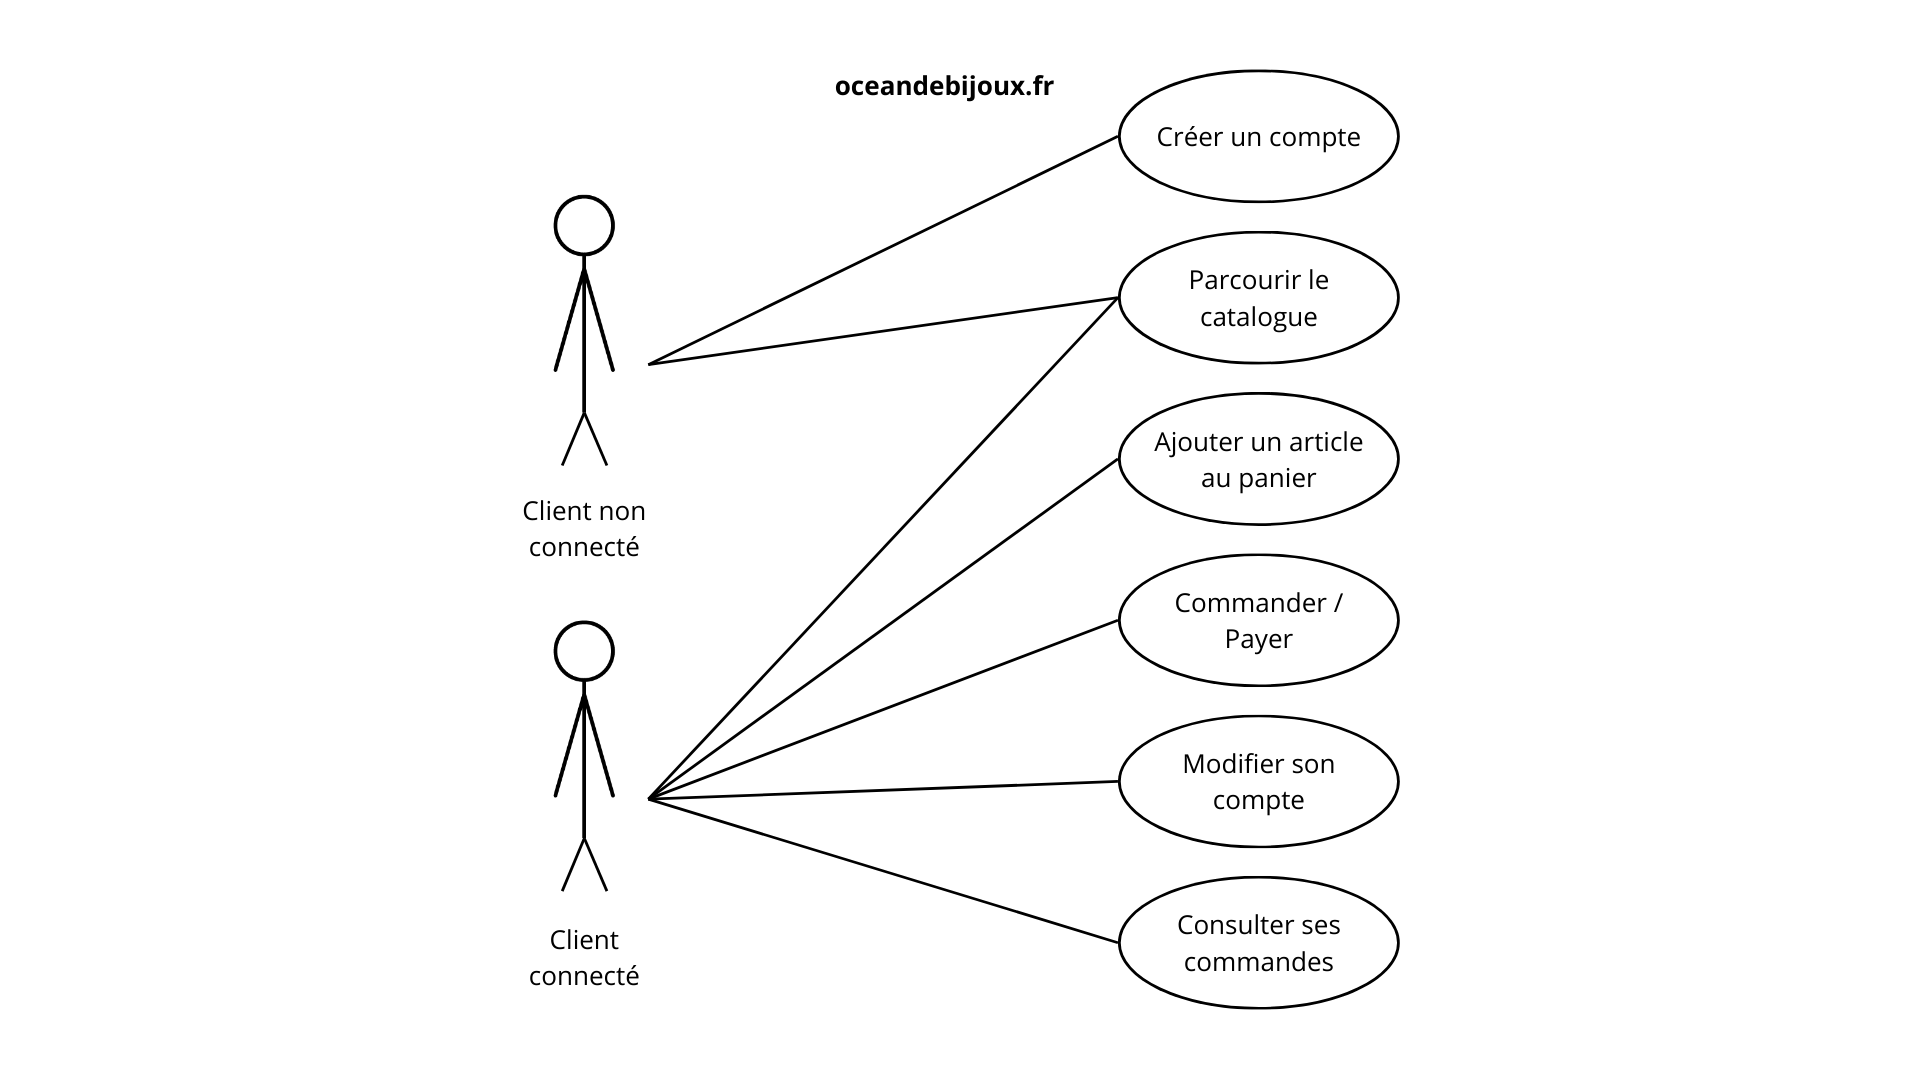 oceandebijoux.fr
Créer un compte
Parcourir le
catalogue
Ajouter un article
au panier
Client non
connecté
Commander /
Payer
Modifier son
compte
Client
connecté
Consulter ses
commandes